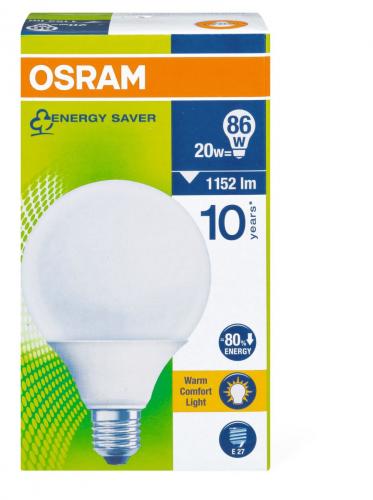 OSRAM
ENERGY SAVER
86
W
20w=
1152 lm
10 years*
=80%
ENERGY
Warm
Comfort
Light
E 27